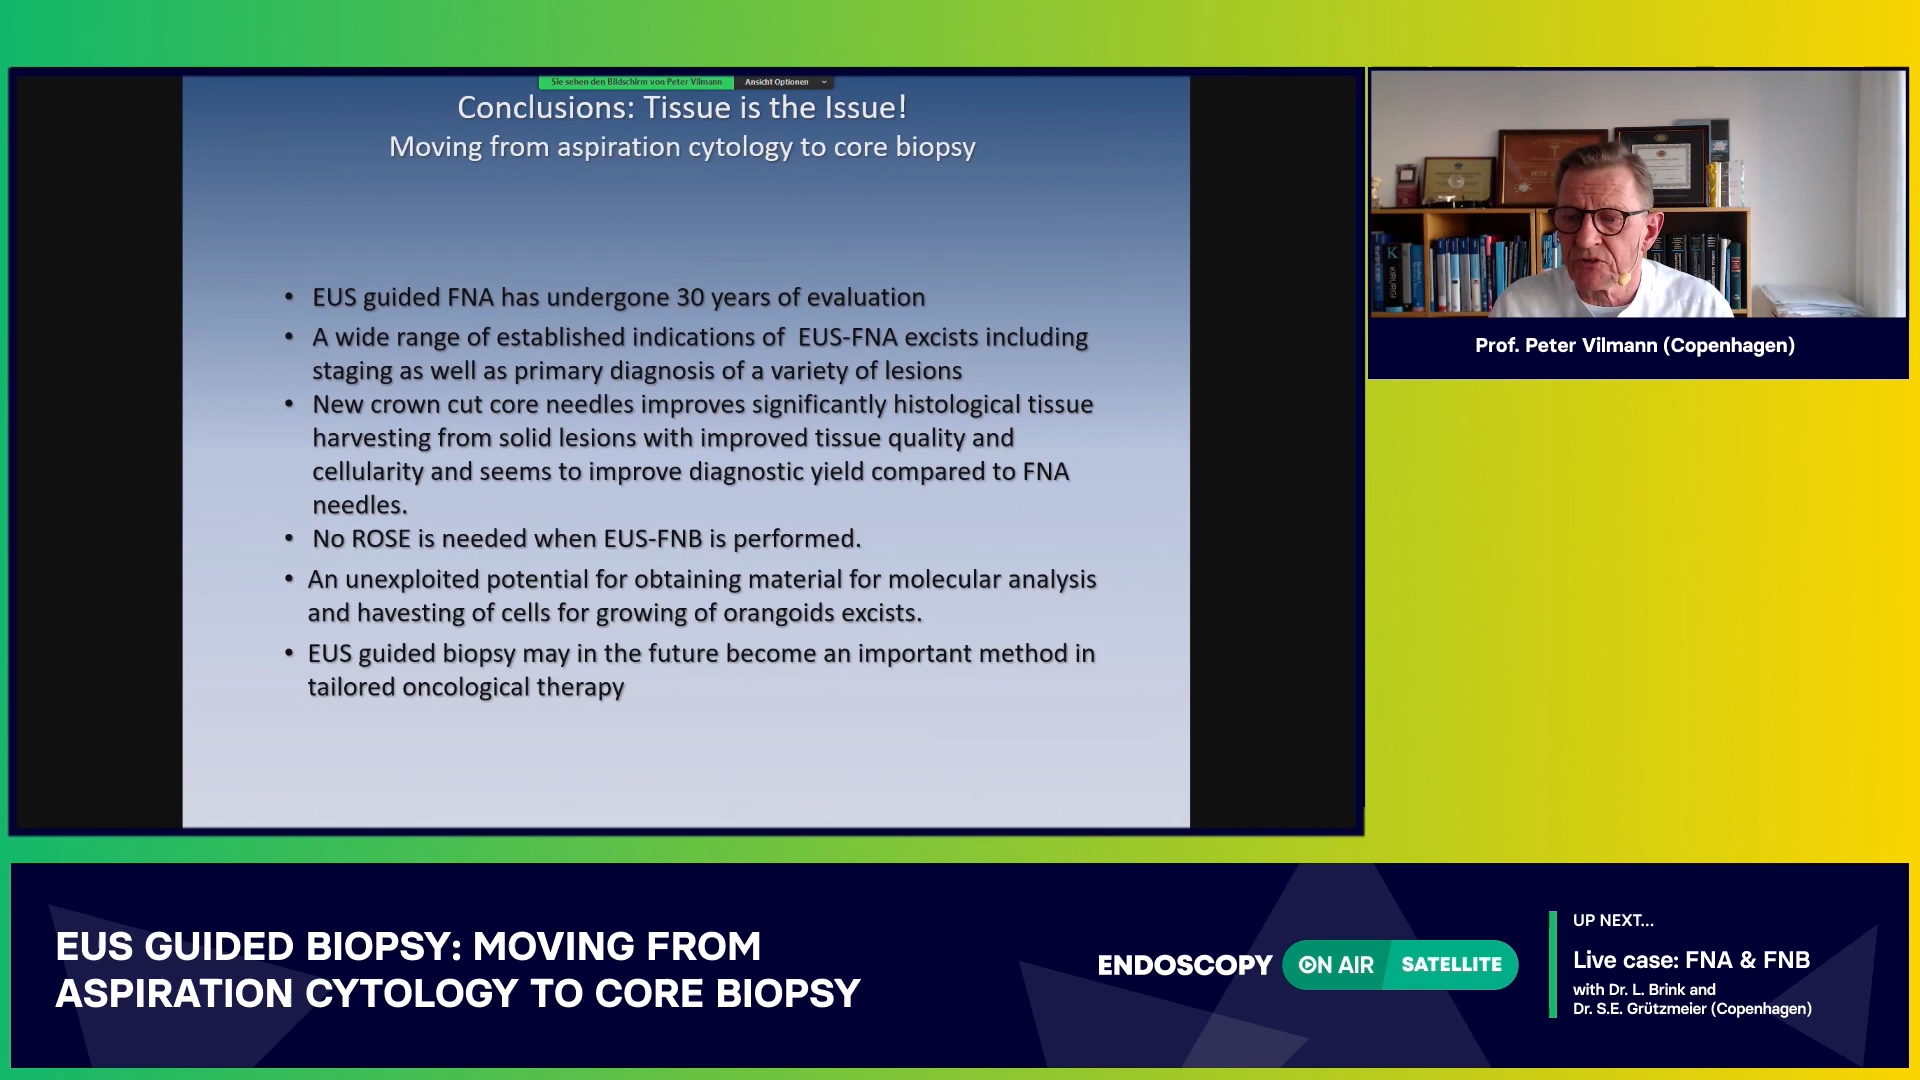 Sie sehen den Bildschirm von Peter Vilmann
Ansicht Optionen
Conclusions: Tissue is the Issue!
Moving from aspiration cytology to core biopsy
• EUS guided FNA has undergone 30 years of evaluation
• A wide range of established indications of EUS-FNA excists including
staging as well as primary diagnosis of a variety of lesions
• New crown cut core needles improves significantly histological tissue
harvesting from solid lesions with improved tissue quality and
cellularity and seems to improve diagnostic yield compared to FNA
needles.
• No ROSE is needed when EUS-FNB is performed.
• An unexploited potential for obtaining material for molecular analysis
and havesting of cells for growing of orangoids excists.
• EUS guided biopsy may in the future become an important method in
tailored oncological therapy
K
KIRURGI
Prof. Peter Vilmann (Copenhagen)
EUS GUIDED BIOPSY: MOVING FROM
ASPIRATION CYTOLOGY TO CORE BIOPSY
ENDOSCOPY ON AIR SATELLITE
UP NEXT...
Live case: FNA & FNB
with Dr. L. Brink and
Dr. S.E. Grützmeier (Copenhagen)